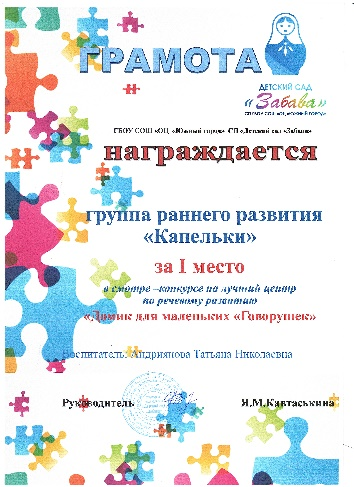 ГРАМОТА
ДЕТСКИЙ САД
«Забава»
ГБОУ СОШ «ОЦ «Южный город» СП «Детский сад «Забава»
награждается
группа раннего развития
«Капельки»
за I место
в смотре –конкурсе на лучший центр
по речевому развитию
«Домик для маленьких «Говорушек»
Воспитатель: Андриянова Татьяна Николаевна
Руководитель И.М.Кавтаськина